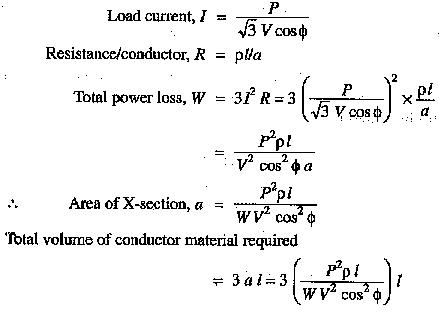 Load current, I = P / √3 V cos ϕ
Resistance/conductor, R = ρl/a
Total power loss, W = 3I² R = 3 (P / √3 V cos ϕ)² × ρl / a
= P²ρl / V² cos² ϕ a
∴ Area of X-section, a = P²ρl / W V² cos² ϕ
Total volume of conductor material required
= 3 a l = 3 (P²ρl / W V² cos² ϕ) l